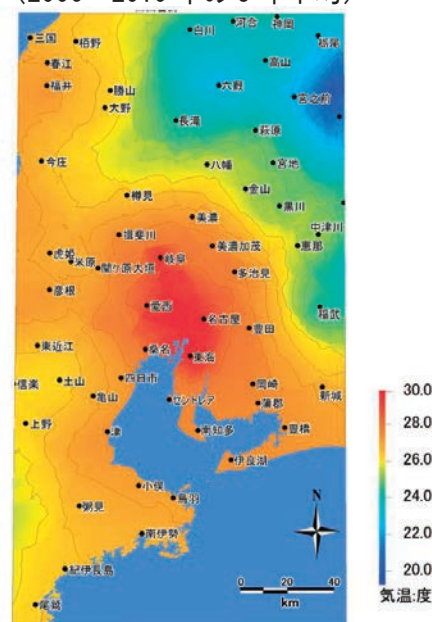 白川
河合
神岡
栃尾
三国
栢野
春江
高山
福井
勝山
六厩
宮之前
大野
長滝
萩原
今庄
八幡
宮地
金山
樽見
黒川
美濃
揖斐川
中津川
美濃加茂
恵那
虎姫
米原
関ヶ原
大垣
岐阜
多治見
彦根
愛西
名古屋
豊田
稲武
東近江
桑名
東海
信楽
土山
四日市
岡崎
新城
亀山
セントレア
蒲郡
上野
津
南知多
豊橋
伊良湖
小俣
鳥羽
粥見
南伊勢
紀伊長島
尾鷲
N
0 20 40
km
30.0
28.0
26.0
24.0
22.0
20.0
気温:度